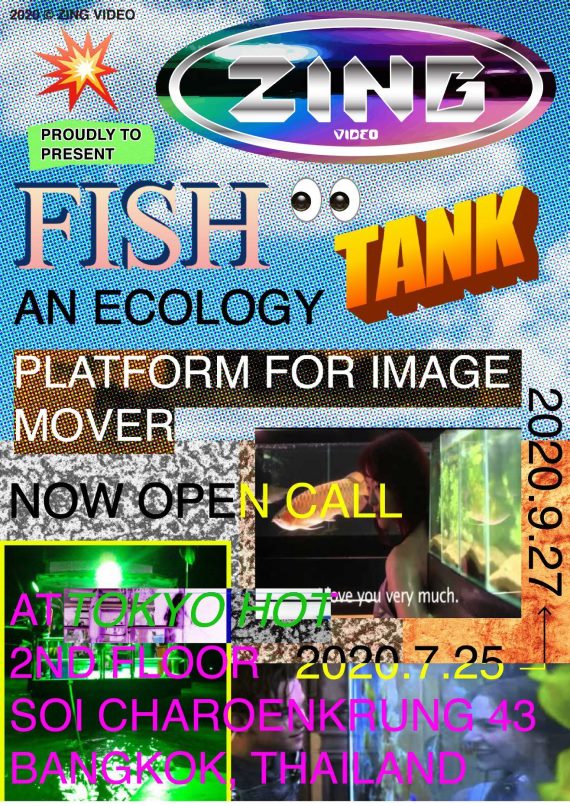 2020 © ZING VIDEO
ZING
VIDEO
PROUDLY TO
PRESENT
FISH
TANK
AN ECOLOGY
PLATFORM FOR IMAGE
MOVER
NOW OPEN CALL
love you very much.
AT TOKYO HOT
2ND FLOOR 2020.7.25 —
2020.9.27 ←
SOI CHAROENKRUNG 43
BANGKOK, THAILAND